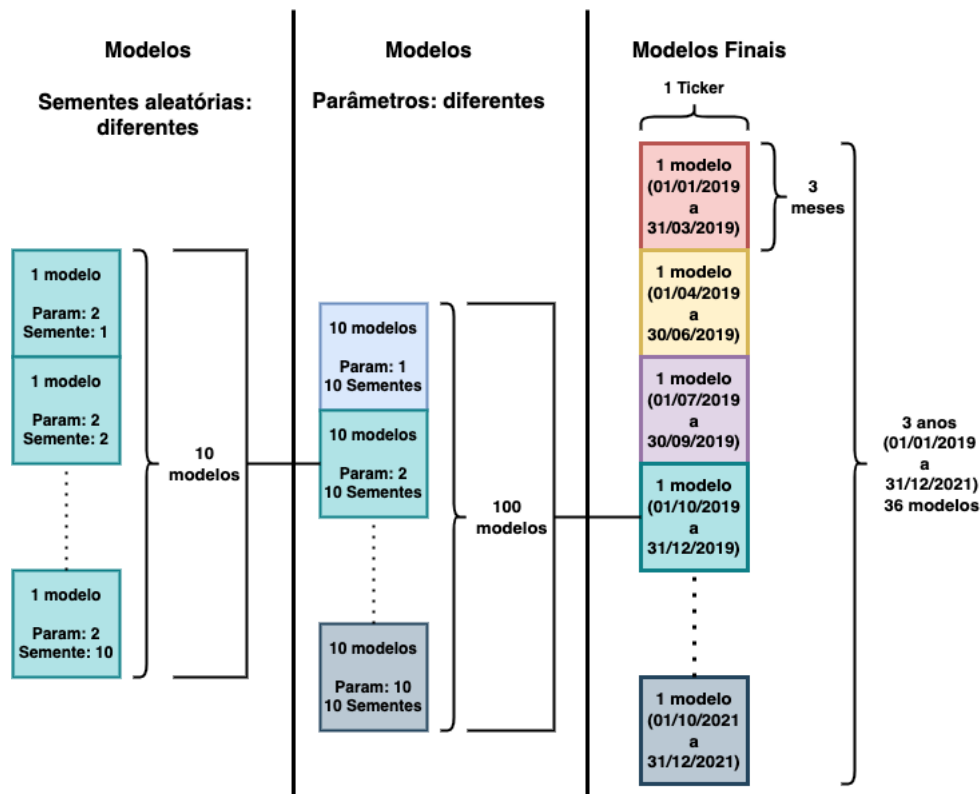 Modelos
Sementes aleatórias:
diferentes
1 modelo
Param: 2
Semente: 1
1 modelo
Param: 2
Semente: 2
1 modelo
Param: 2
Semente: 10
10
modelos
Modelos
Parâmetros: diferentes
10 modelos
Param: 1
10 Sementes
10 modelos
Param: 2
10 Sementes
10 modelos
Param: 10
10 Sementes
100
modelos
Modelos Finais
1 Ticker
1 modelo
(01/01/2019
a
31/03/2019)
3
meses
1 modelo
(01/04/2019
a
30/06/2019)
1 modelo
(01/07/2019
a
30/09/2019)
1 modelo
(01/10/2019
a
31/12/2019)
1 modelo
(01/10/2021
a
31/12/2021)
3 anos
(01/01/2019
a
31/12/2021)
36 modelos